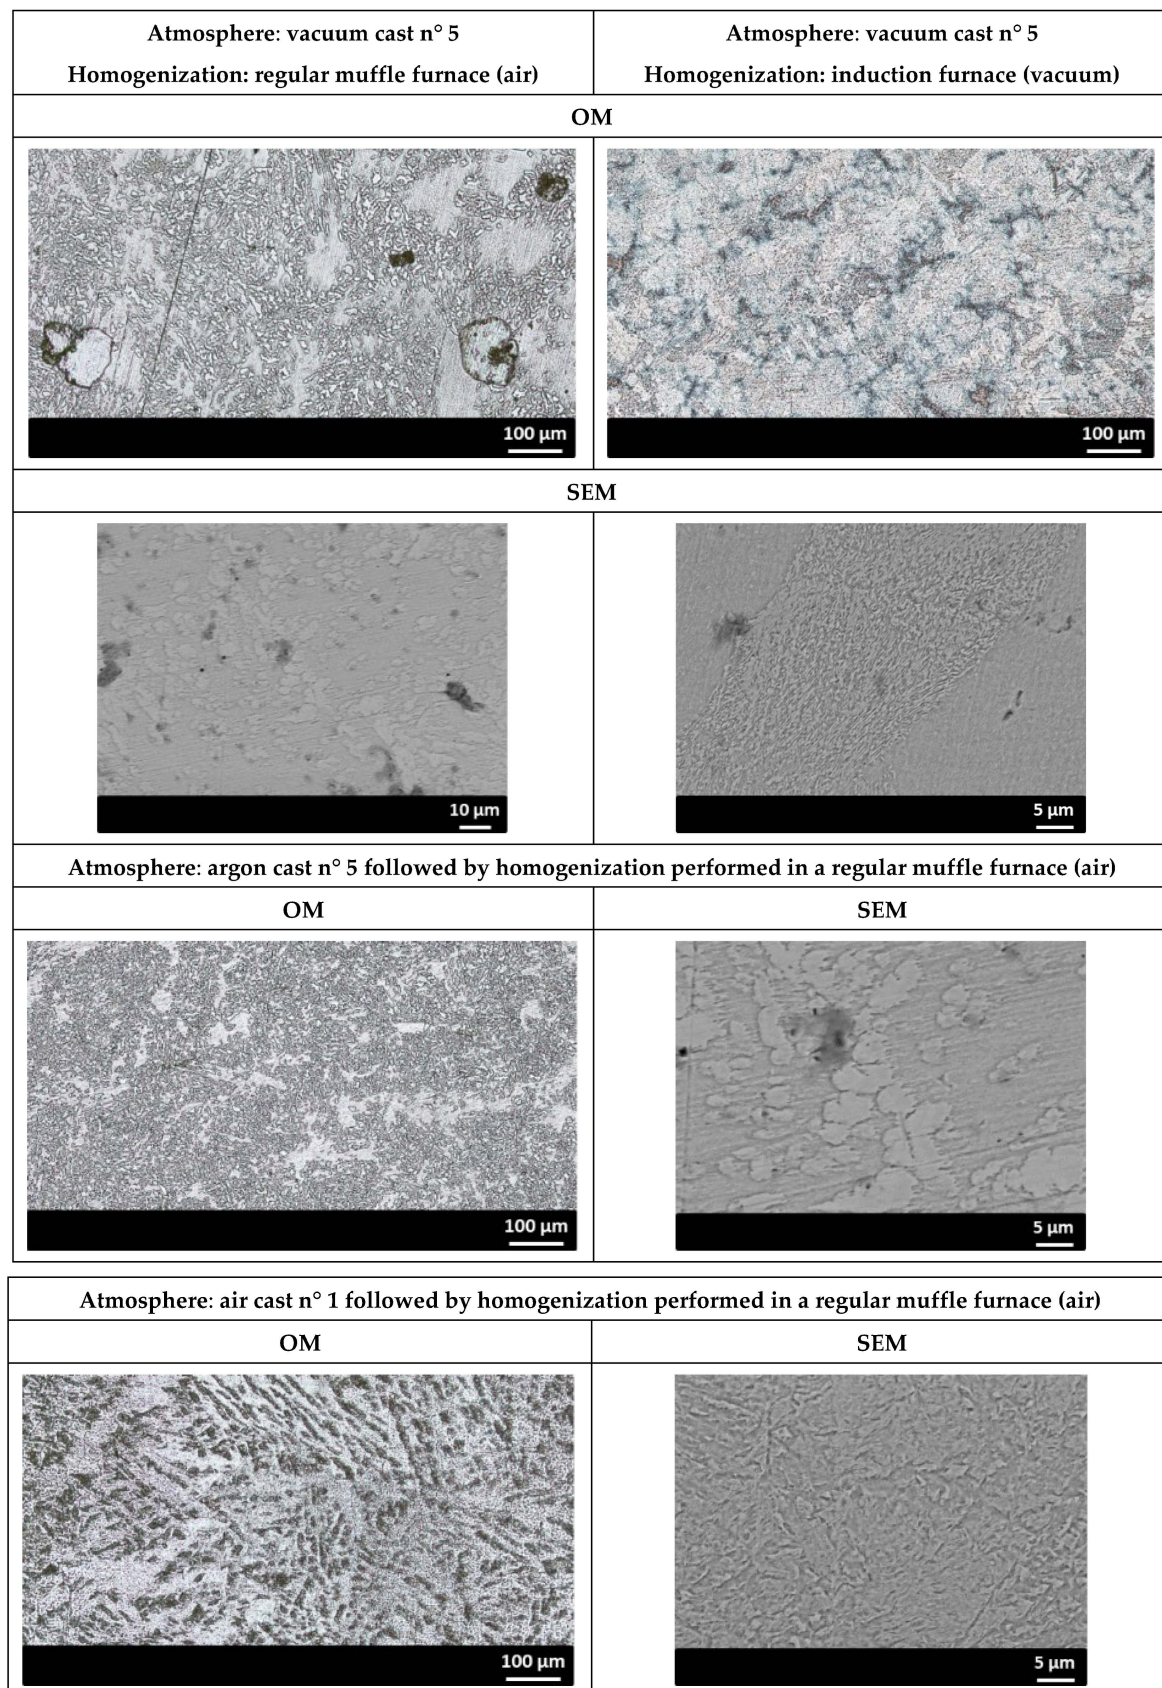 Atmosphere: vacuum cast n° 5
Homogenization: regular muffle furnace (air)
Atmosphere: vacuum cast n° 5
Homogenization: induction furnace (vacuum)
OM
100 µm
100 µm
SEM
10 µm
5 µm
Atmosphere: argon cast n° 5 followed by homogenization performed in a regular muffle furnace (air)
OM
SEM
100 µm
5 µm
Atmosphere: air cast n° 1 followed by homogenization performed in a regular muffle furnace (air)
OM
SEM
100 µm
5 µm